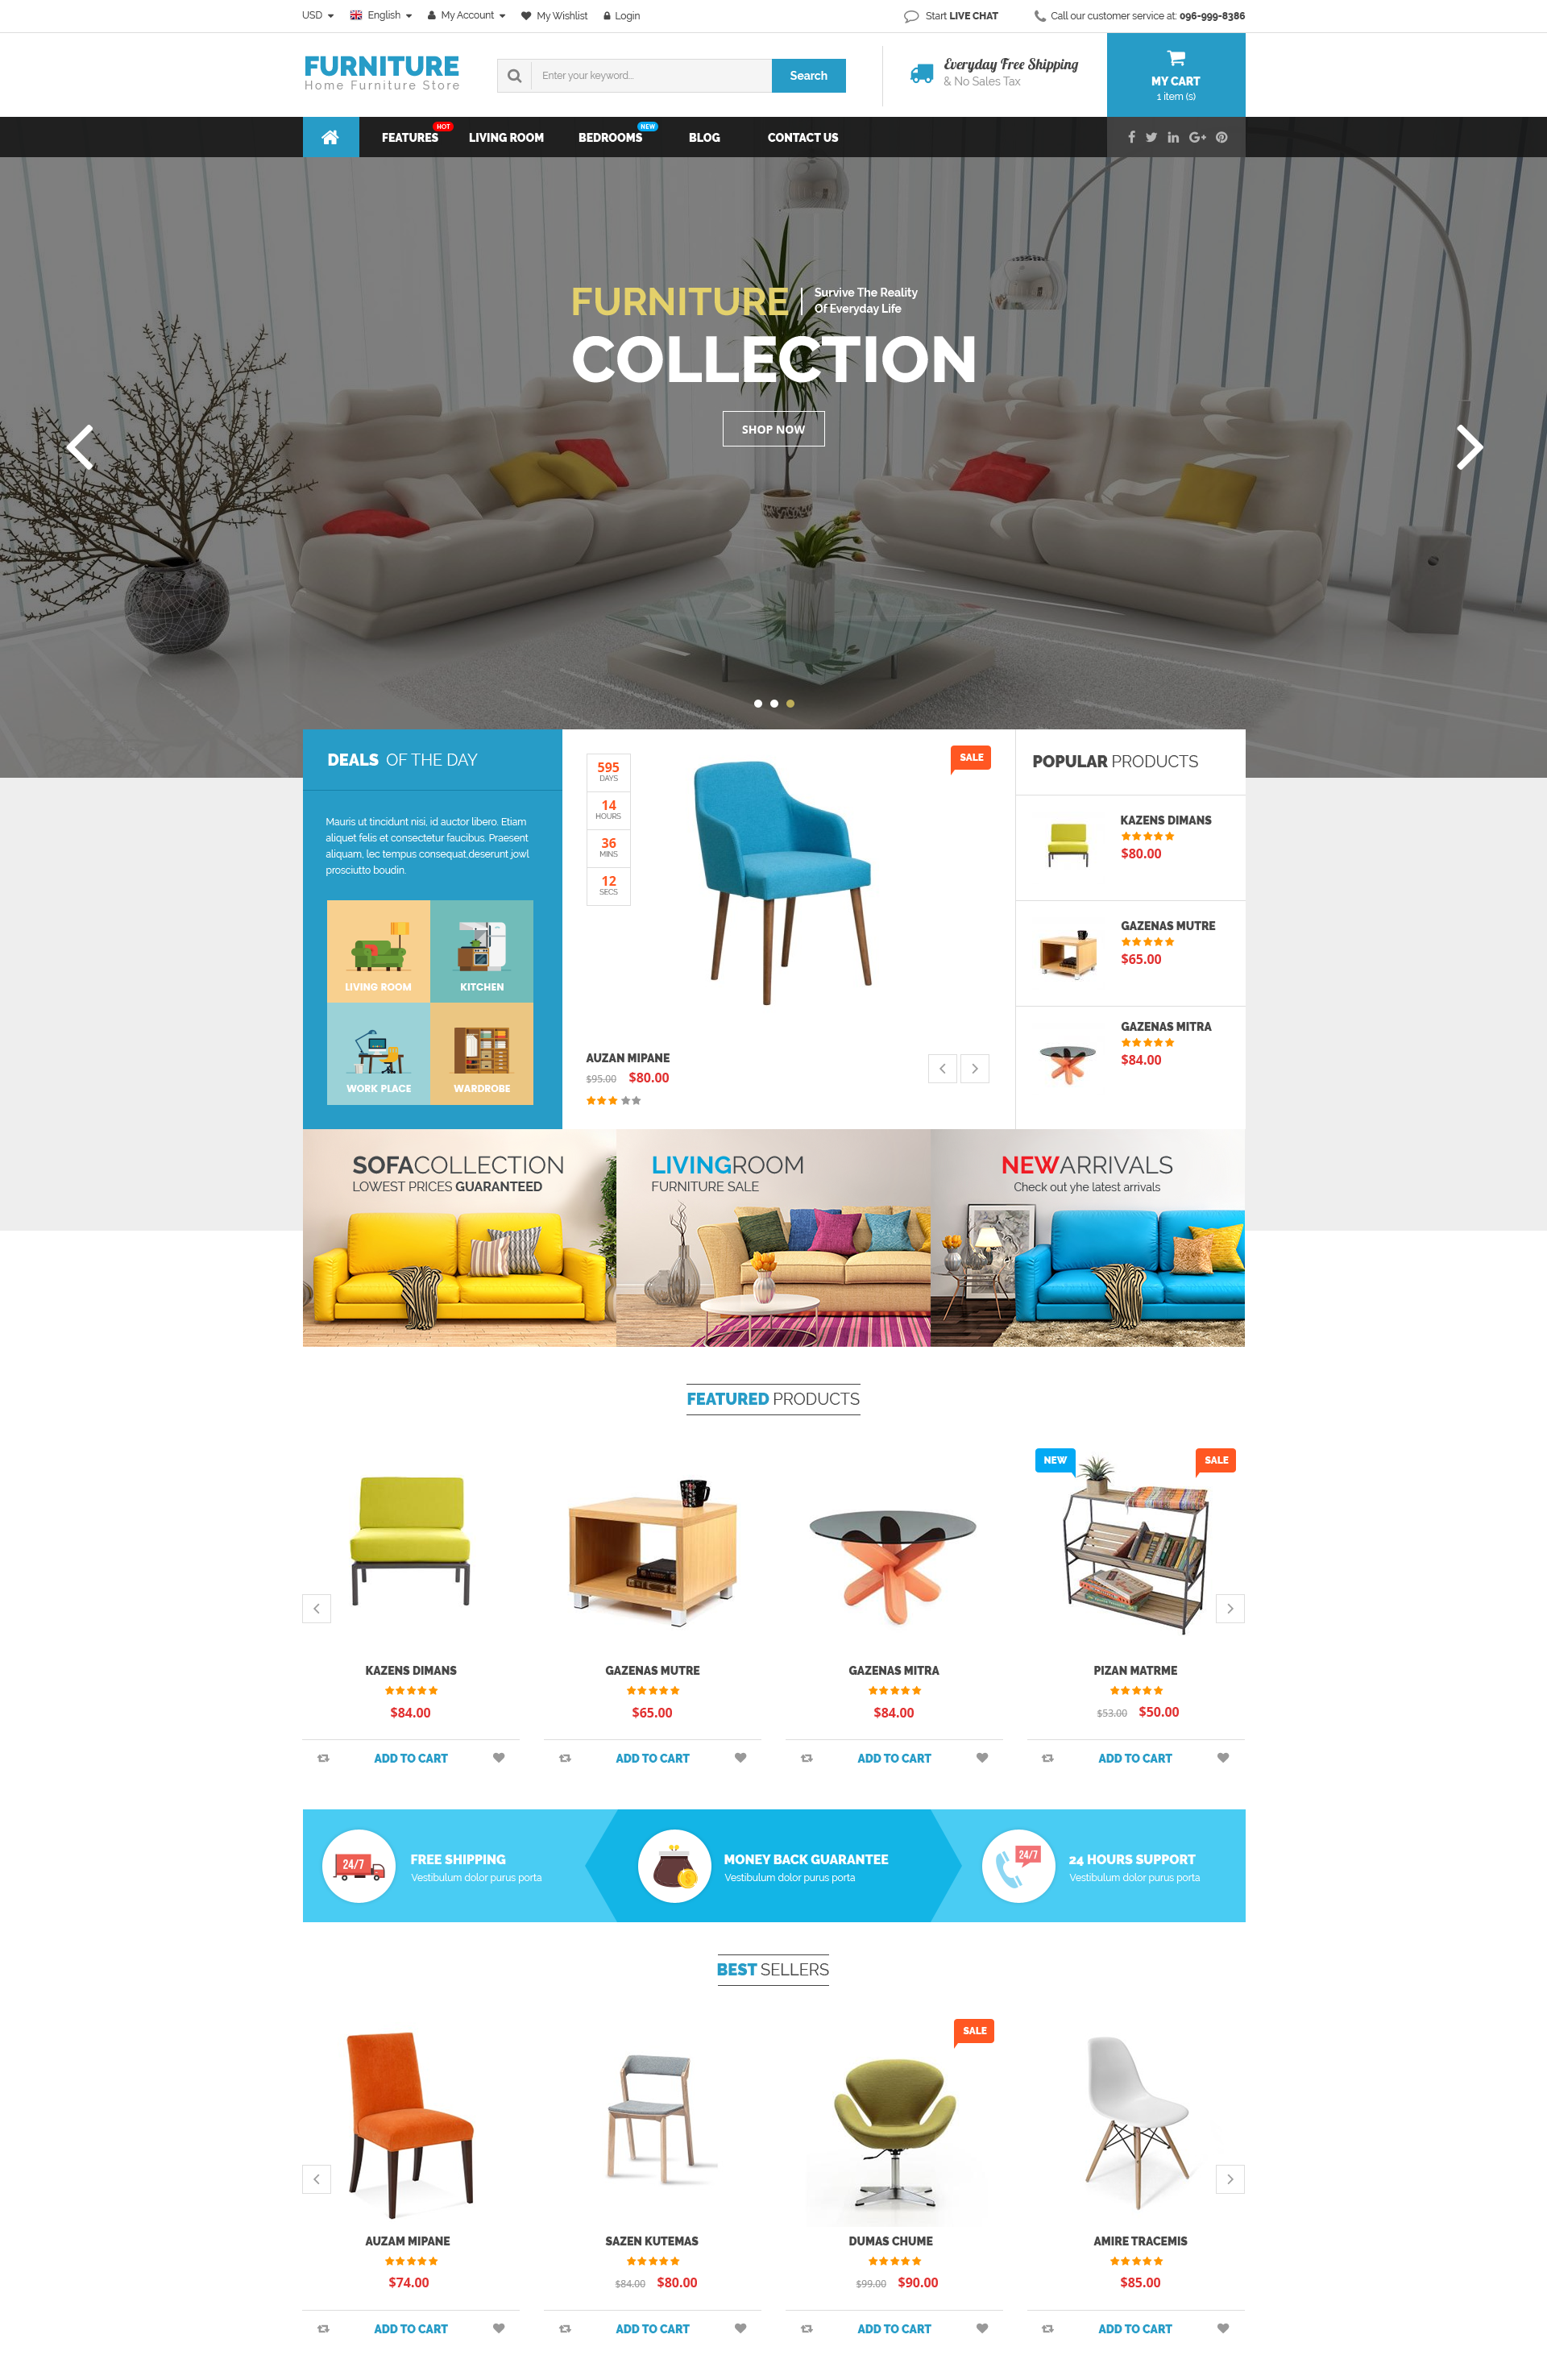 USD English My Account My Wishlist Login
Start LIVE CHAT
Call our customer service at: 096-999-8386
FURNITURE
Home Furniture Store
Enter your keyword...
Search
Everyday Free Shipping
& No Sales Tax
MY CART
1 item (s)
HOT
NEW
FEATURES LIVING ROOM BEDROOMS BLOG CONTACT US
FURNITURE
Survive The Reality
Of Everyday Life
COLLECTION
SHOP NOW
DEALS OF THE DAY
Mauris ut tincidunt nisi, id auctor libero. Etiam
aliquet felis et consectetur faucibus. Praesent
aliquam, lec tempus consequat,deserunt jowl
prosciutto boudin.
LIVING ROOM
KITCHEN
WORK PLACE
WARDROBE
595
DAYS
14
HOURS
36
MINS
12
SECS
SALE
AUZAN MIPANE
$95.00 $80.00
POPULAR PRODUCTS
KAZENS DIMANS
$80.00
GAZENAS MUTRE
$65.00
GAZENAS MITRA
$84.00
SOFACOLLECTION
LOWEST PRICES GUARANTEED
LIVINGROOM
FURNITURE SALE
NEWARRIVALS
Check out yhe latest arrivals
FEATURED PRODUCTS
NEW
SALE
KAZENS DIMANS
$84.00
ADD TO CART
GAZENAS MUTRE
$65.00
ADD TO CART
GAZENAS MITRA
$84.00
ADD TO CART
PIZAN MATRME
$53.00 $50.00
ADD TO CART
24/7
FREE SHIPPING
Vestibulum dolor purus porta
MONEY BACK GUARANTEE
Vestibulum dolor purus porta
24/7
24 HOURS SUPPORT
Vestibulum dolor purus porta
BEST SELLERS
SALE
AUZAM MIPANE
$74.00
ADD TO CART
SAZEN KUTEMAS
$84.00 $80.00
ADD TO CART
DUMAS CHUME
$99.00 $90.00
ADD TO CART
AMIRE TRACEMIS
$85.00
ADD TO CART